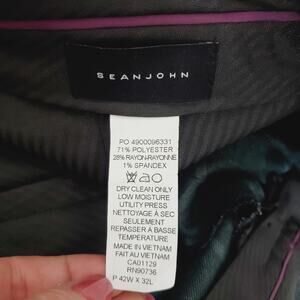 SEANJOHN
PO 4900096331
71% POLYESTER
28% RAYON-RAYONNE
1% SPANDEX
DRY CLEAN ONLY
LOW MOISTURE
UTILITY PRESS
NETTOYAGE À SEC
SEULEMENT
REPASSER À BASSE
TEMPÉRATURE
MADE IN VIETNAM
FAIT AU VIETNAM
CA01129
RN90736
P 42W X 32L